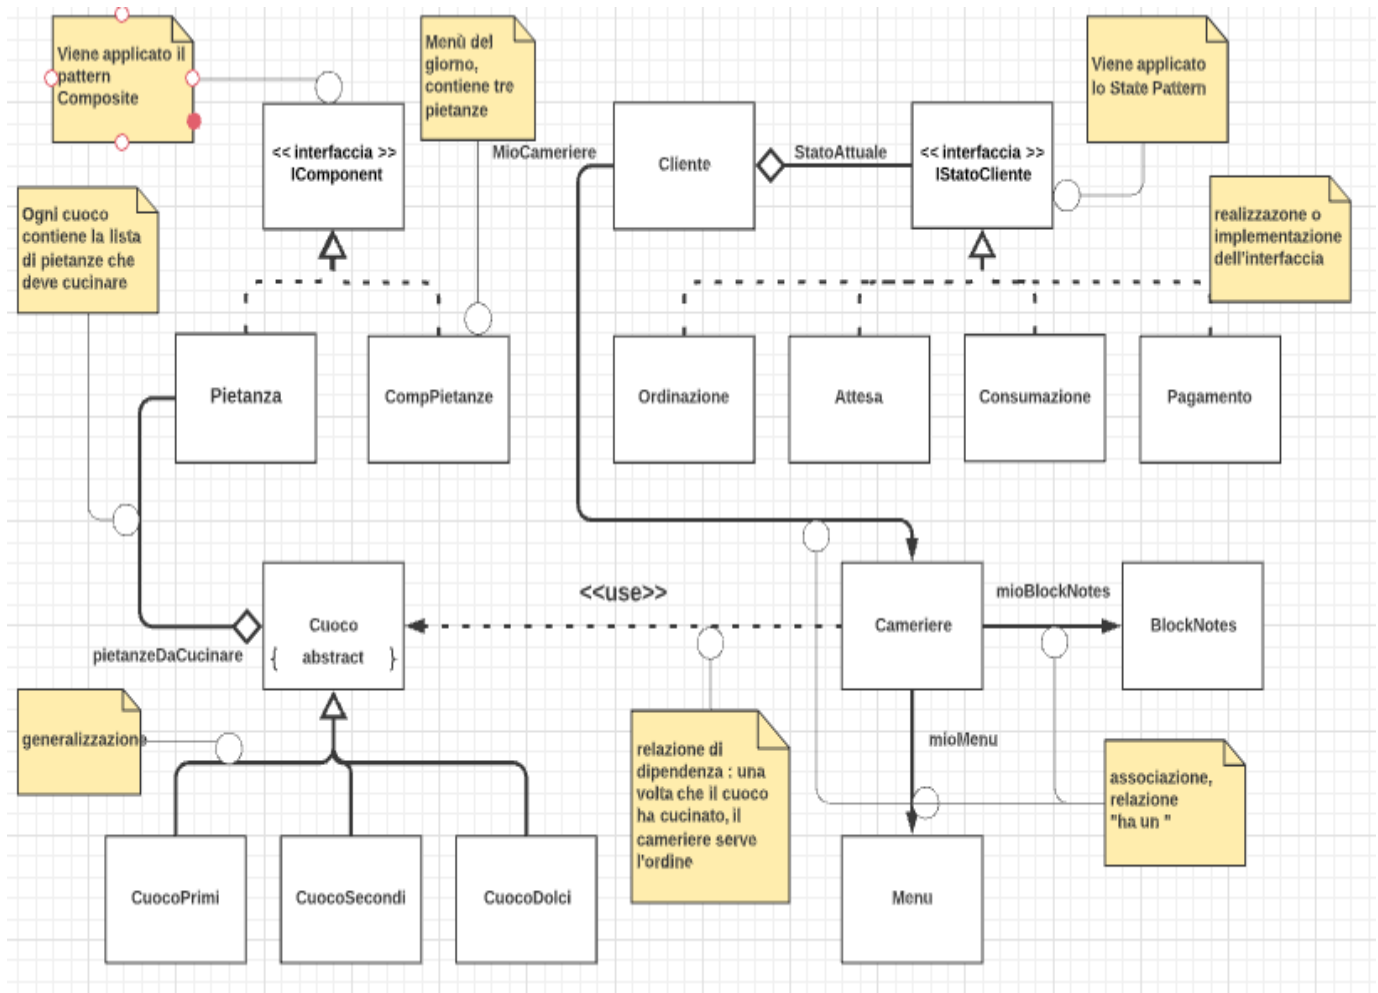 Viene applicato il
pattern
Composite
Menù del
giorno,
contiene tre
pietanze
Viene applicato
lo State Pattern
<< interfaccia >>
IComponent
MioCameriere
Cliente
StatoAttuale
<< interfaccia >>
IStatoCliente
Ogni cuoco
contiene la lista
di pietanze che
deve cucinare
realizzazone o
implementazione
dell'interfaccia
Pietanza
CompPietanze
Ordinazione
Attesa
Consumazione
Pagamento
<<use>>
Cuoco
{ abstract }
pietanzeDaCucinare
Cameriere
mioBlockNotes
BlockNotes
generalizzazione
mioMenu
relazione di
dipendenza : una
volta che il cuoco
ha cucinato, il
cameriere serve
l'ordine
associazione,
relazione
"ha un "
CuocoPrimi
CuocoSecondi
CuocoDolci
Menu